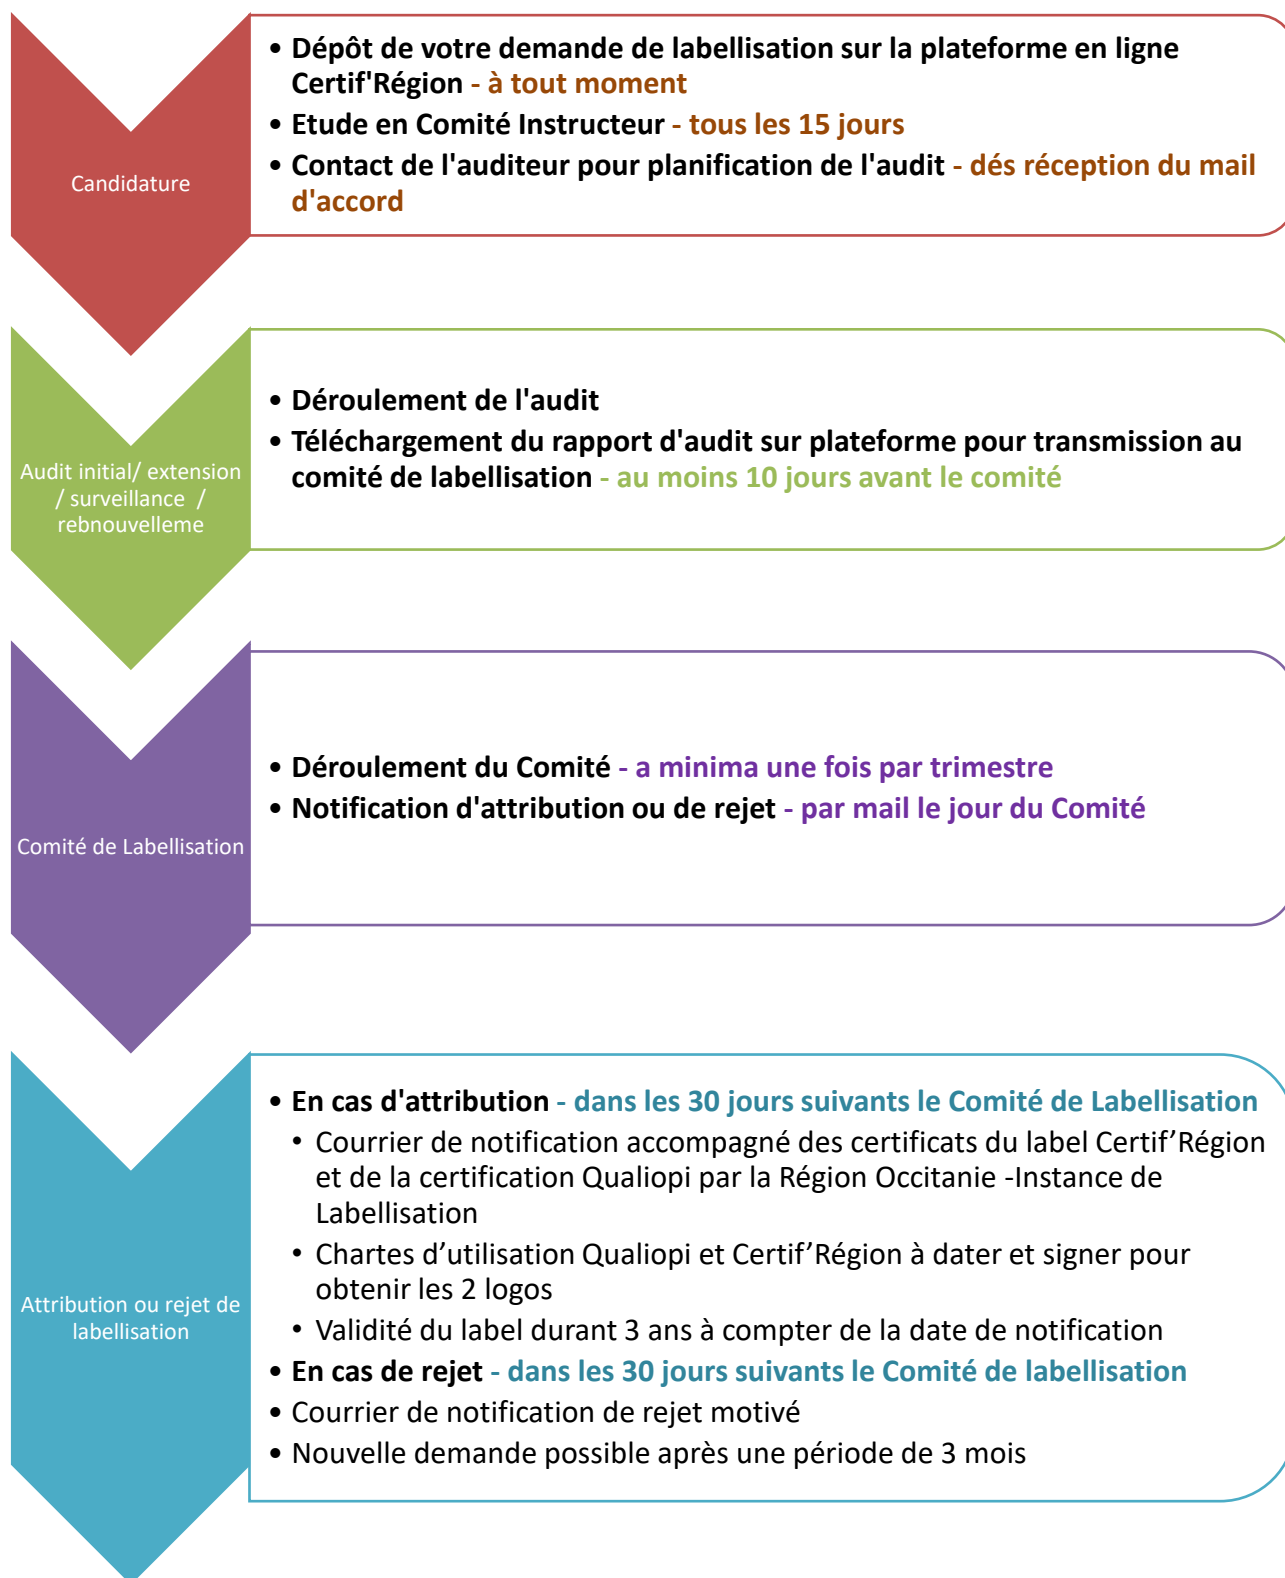 Candidature
• Dépôt de votre demande de labellisation sur la plateforme en ligne
Certif'Région - à tout moment
• Etude en Comité Instructeur - tous les 15 jours
• Contact de l'auditeur pour planification de l'audit - dés réception du mail
d'accord
Audit initial/ extension
/ surveillance /
rebnouvelleme
• Déroulement de l'audit
• Téléchargement du rapport d'audit sur plateforme pour transmission au
comité de labellisation - au moins 10 jours avant le comité
Comité de Labellisation
• Déroulement du Comité - a minima une fois par trimestre
• Notification d'attribution ou de rejet - par mail le jour du Comité
Attribution ou rejet de
labellisation
• En cas d'attribution - dans les 30 jours suivants le Comité de Labellisation
• Courrier de notification accompagné des certificats du label Certif’Région
et de la certification Qualiopi par la Région Occitanie -Instance de
Labellisation
• Chartes d’utilisation Qualiopi et Certif’Région à dater et signer pour
obtenir les 2 logos
• Validité du label durant 3 ans à compter de la date de notification
• En cas de rejet - dans les 30 jours suivants le Comité de labellisation
• Courrier de notification de rejet motivé
• Nouvelle demande possible après une période de 3 mois